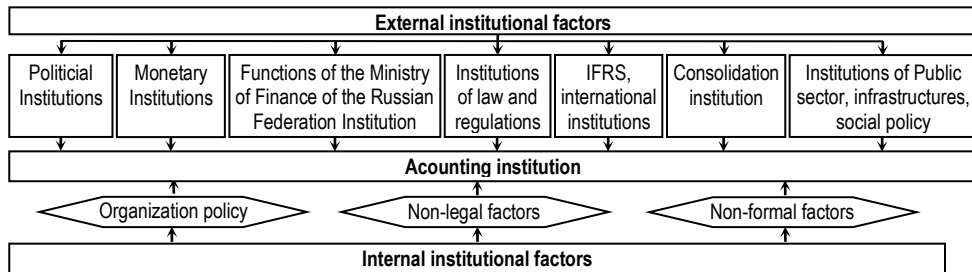 External institutional factors
Politicial
Institutions
Monetary
Institutions
Functions of the Ministry
of Finance of the Russian
Federation Institution
Institutions
of law and
regulations
IFRS,
international
institutions
Consolidation
institution
Institutions of Public
sector, infrastructures,
social policy
Acounting institution
Organization policy
Non-legal factors
Non-formal factors
Internal institutional factors